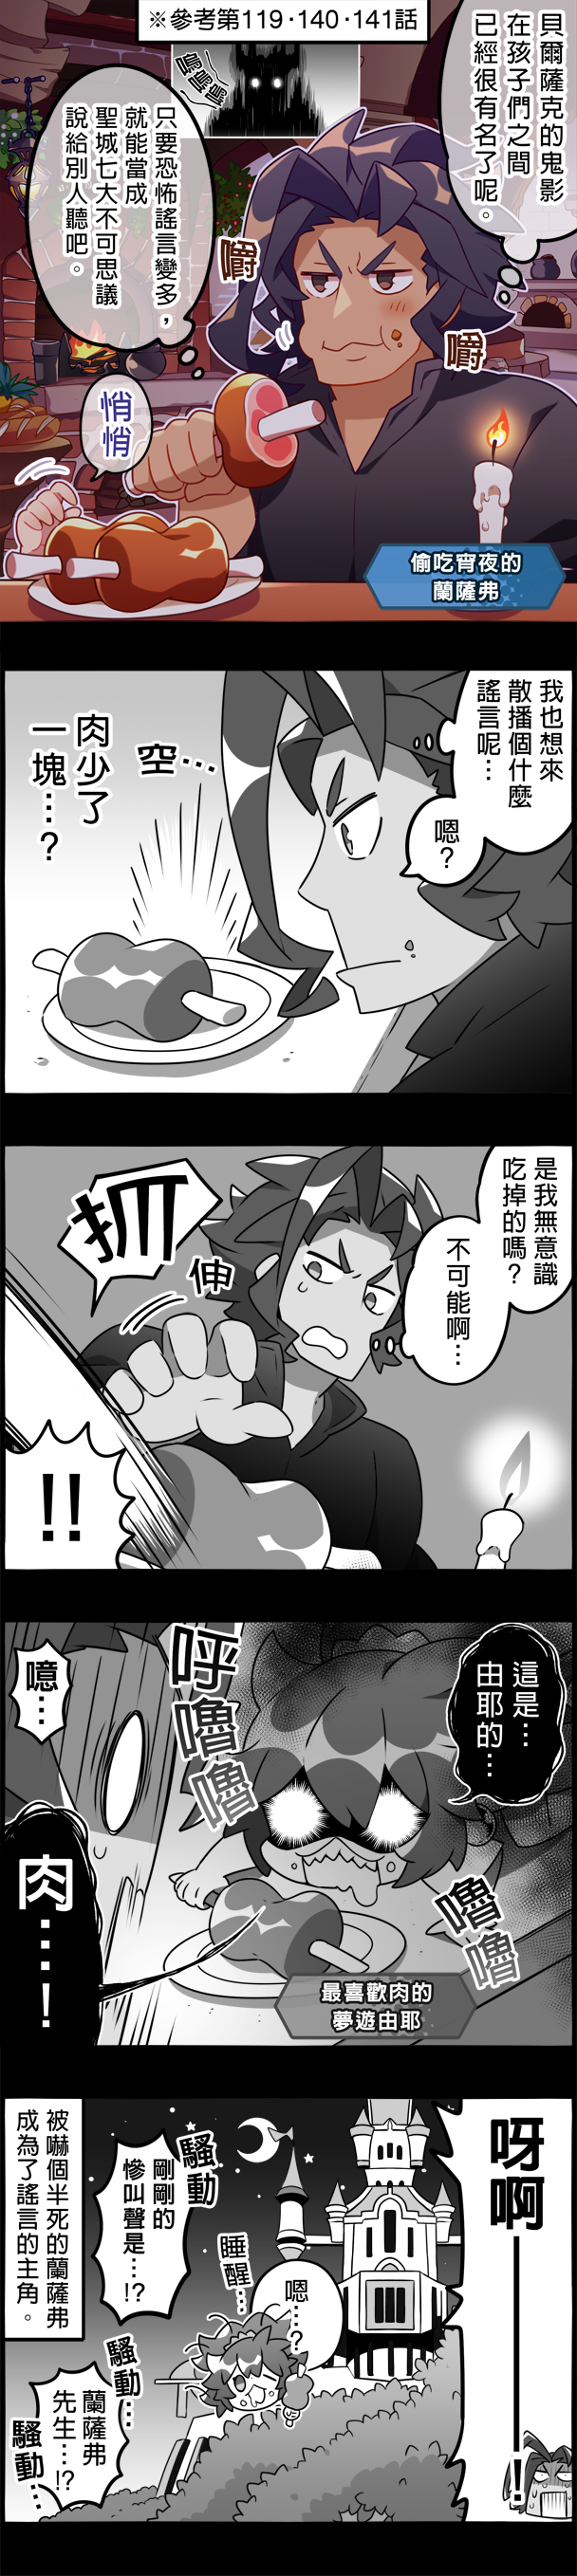 ※參考第119·140·141話
貝爾薩克的鬼影
在孩子們之間
已經很有名了呢。
嗚嗚嗚
只要恐怖謠言變多，
就能當成
聖城七大不可思議
說給別人聽吧。
嚼
嚼
悄悄
偷吃宵夜的
蘭薩弗
我也想來
散播個什麼
謠言呢…
嗯？
空…
肉少了
一塊…？
是我無意識
吃掉的嗎？
不可能啊…
伸
抓
!!
這是…
由耶的…
呼嚕嚕
噫…
嚕嚕
肉…！
最喜歡肉的
夢遊由耶
呀啊——！
騷動
剛剛的
慘叫聲是…!?
睡醒…
嗯…？
騷動…
蘭薩弗
先生…!?
騷動…
被嚇個半死的蘭薩弗
成為了謠言的主角。